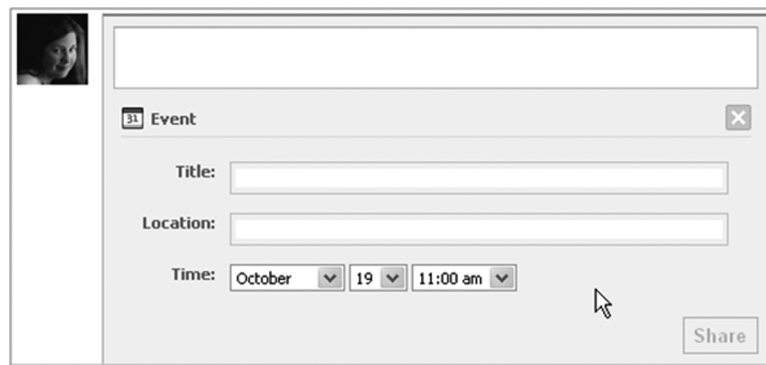 31 Event
Title:
Location:
Time: October 19 11:00 am
Share